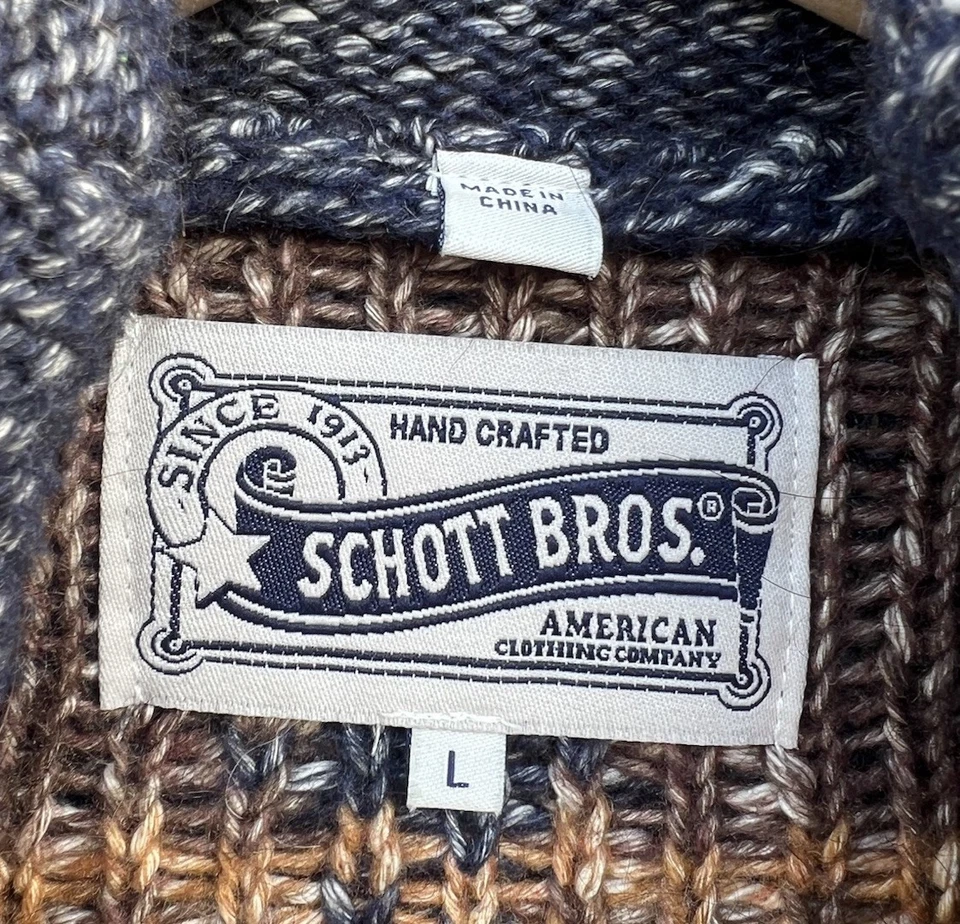 MADE IN
CHINA
SINCE 1913
HAND CRAFTED
SCHOTT BROS.®
AMERICAN
CLOTHING COMPANY
L